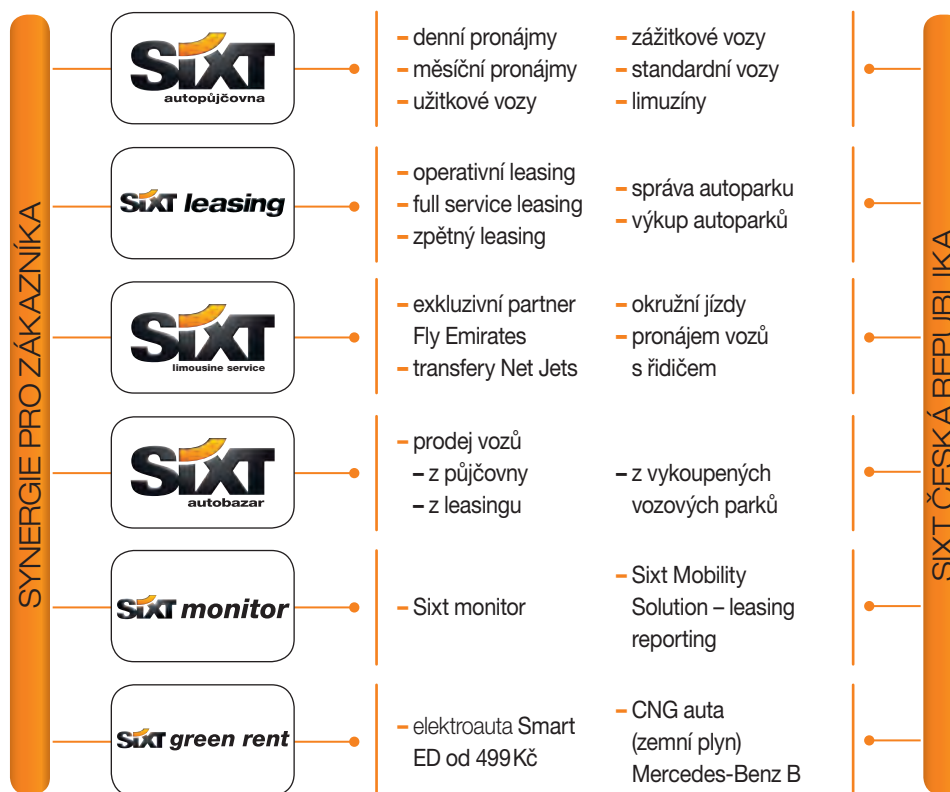 SYNERGIE PRO ZÁKAZNÍKA
Sixt
autopůjčovna
– denní pronájmy
– měsíční pronájmy
– užitkové vozy
– zážitkové vozy
– standardní vozy
– limuzíny
Sixt leasing
– operativní leasing
– full service leasing
– zpětný leasing
– správa autoparku
– výkup autoparků
Sixt
limousine service
– exkluzivní partner
Fly Emirates
– transfery Net Jets
– okružní jízdy
– pronájem vozů
s řidičem
Sixt
autobazar
– prodej vozů
– z půjčovny
– z leasingu
– z vykoupených
vozových parků
Sixt monitor
– Sixt monitor
– Sixt Mobility
Solution – leasing
reporting
Sixt green rent
– elektroauta Smart
ED od 499 Kč
– CNG auta
(zemní plyn)
Mercedes-Benz B
SIXT ČESKÁ REPUBLIKA